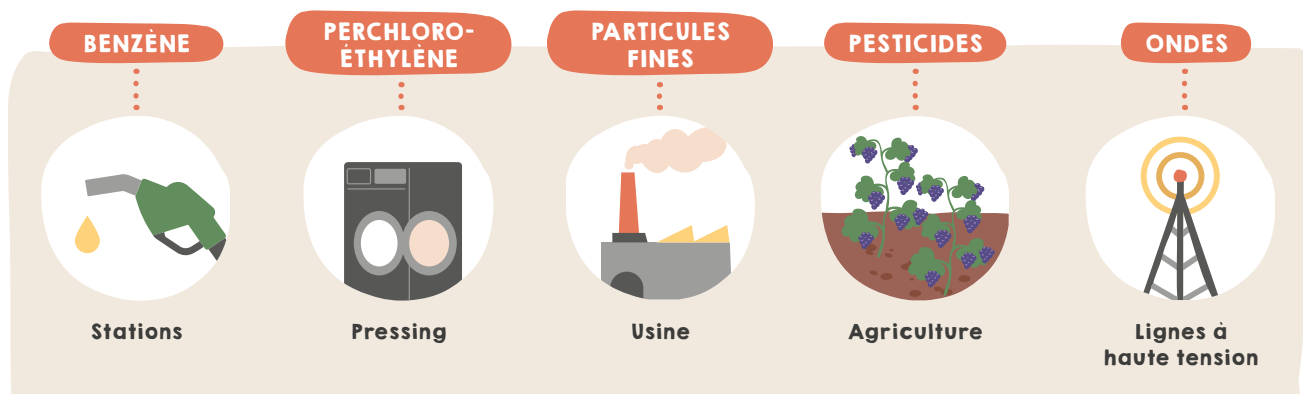 BENZÈNE
PERCHLORO-
ÉTHYLÈNE
PARTICULES
FINES
PESTICIDES
ONDES
Stations
Pressing
Usine
Agriculture
Lignes à
haute tension